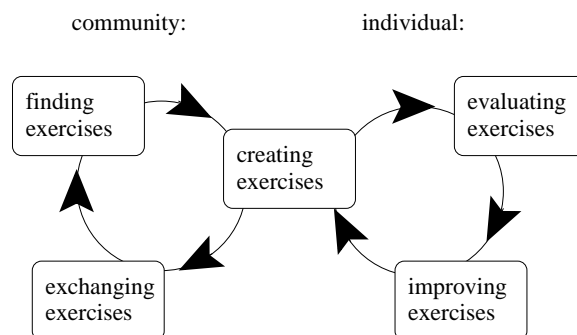 community:
individual:
finding
exercises
evaluating
exercises
creating
exercises
exchanging
exercises
improving
exercises